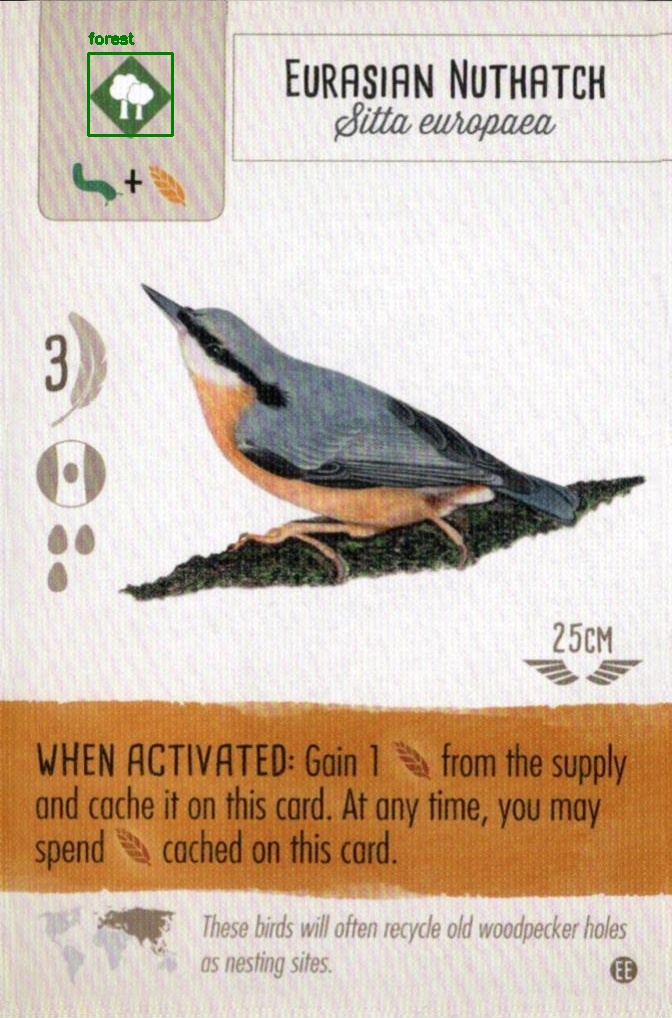 forest
EURASIAN NUTHATCH
Sitta europaea
+
3
25CM
WHEN ACTIVATED: Gain 1 from the supply
and cache it on this card. At any time, you may
spend cached on this card.
These birds will often recycle old woodpecker holes
as nesting sites.
EE